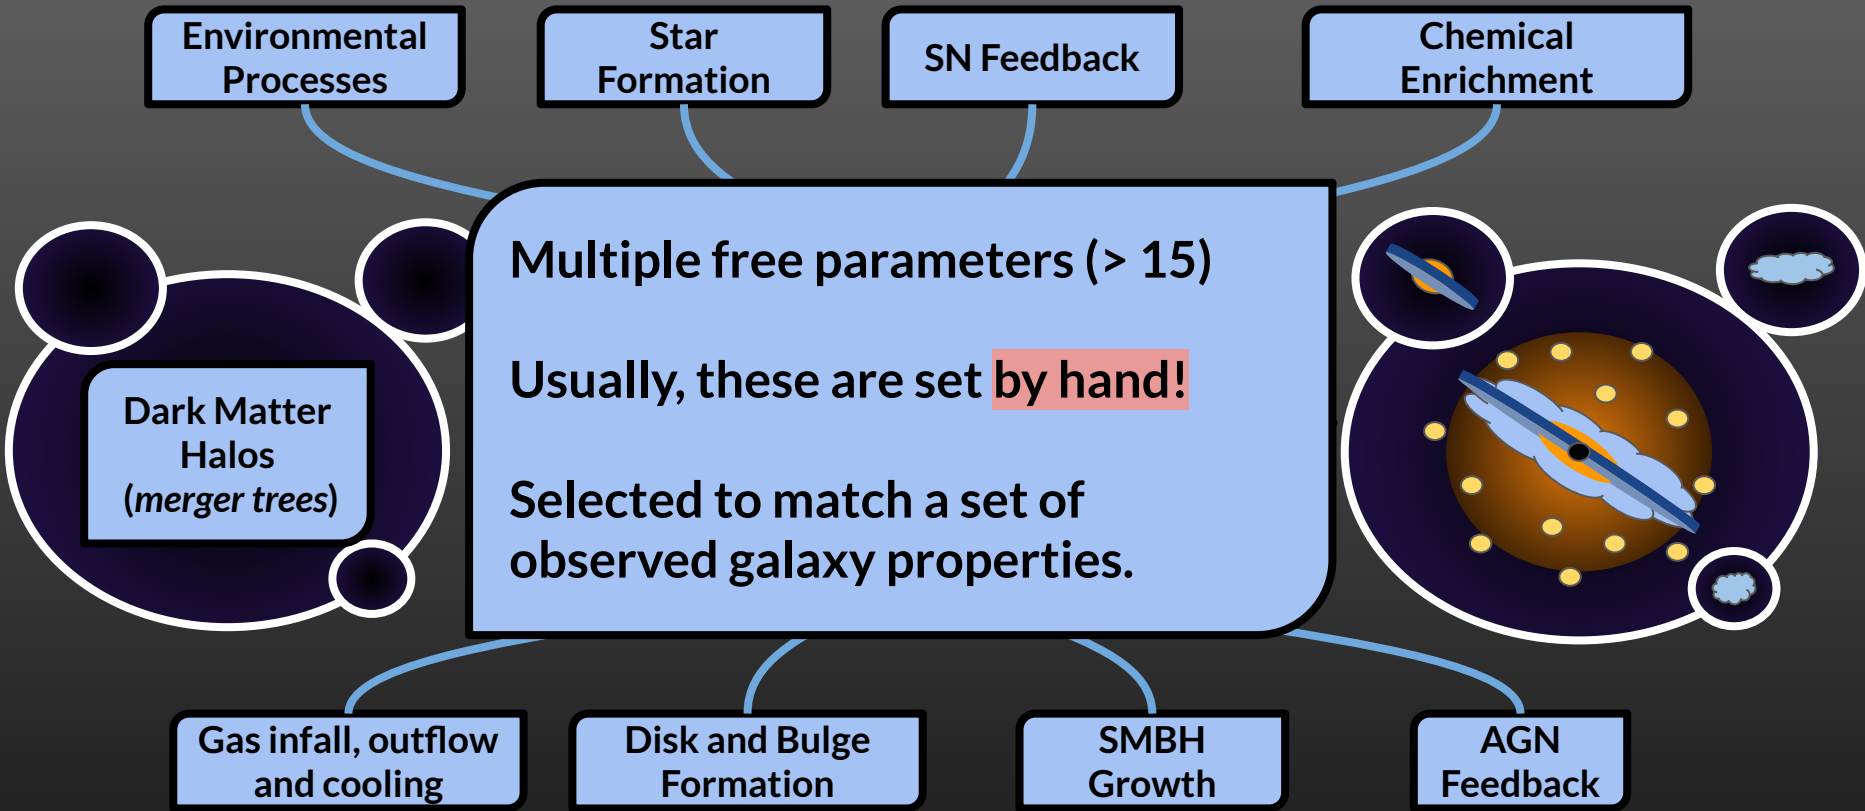 Environmental
Processes
Star
Formation
SN Feedback
Chemical
Enrichment
Multiple free parameters (> 15)
Usually, these are set by hand!
Selected to match a set of
observed galaxy properties.
Dark Matter
Halos
(merger trees)
Gas infall, outflow
and cooling
Disk and Bulge
Formation
SMBH
Growth
AGN
Feedback